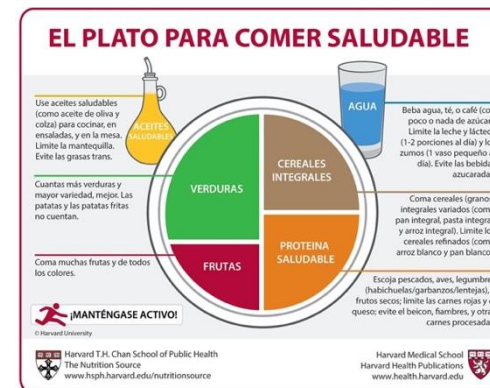 EL PLATO PARA COMER SALUDABLE
Use aceites saludables
(como aceite de oliva y
colza) para cocinar, en
ensaladas, y en la mesa.
Limite la mantequilla.
Evite las grasas trans.
ACEITES
SALUDABLES
AGUA
Beba agua, té, o café (co
poco o nada de azúcar
Limite la leche y lácteo
(1-2 porciones al día) y lo
zumos (1 vaso pequeño a
día). Evite las bebida
azucarada
Cuantas más verduras y
mayor variedad, mejor. Las
patatas y las patatas fritas
no cuentan.
VERDURAS
CEREALES
INTEGRALES
Coma cereales (granos
integrales variados (com
pan integral, pasta integra
y arroz integral). Limite lo
cereales refinados (com
arroz blanco y pan blanco
Coma muchas frutas y de todos
los colores.
FRUTAS
PROTEINA
SALUDABLE
Escoja pescados, aves, legumbre
(habichuelas/garbanzos/lentejas),
frutos secos; limite las carnes rojas y e
queso; evite el beicon, fiambres, y otra
carnes procesada
¡MANTÉNGASE ACTIVO!
© Harvard University
Harvard T.H. Chan School of Public Health
The Nutrition Source
www.hsph.harvard.edu/nutritionsource
Harvard Medical School
Harvard Health Publications
www.health.harvard.edu